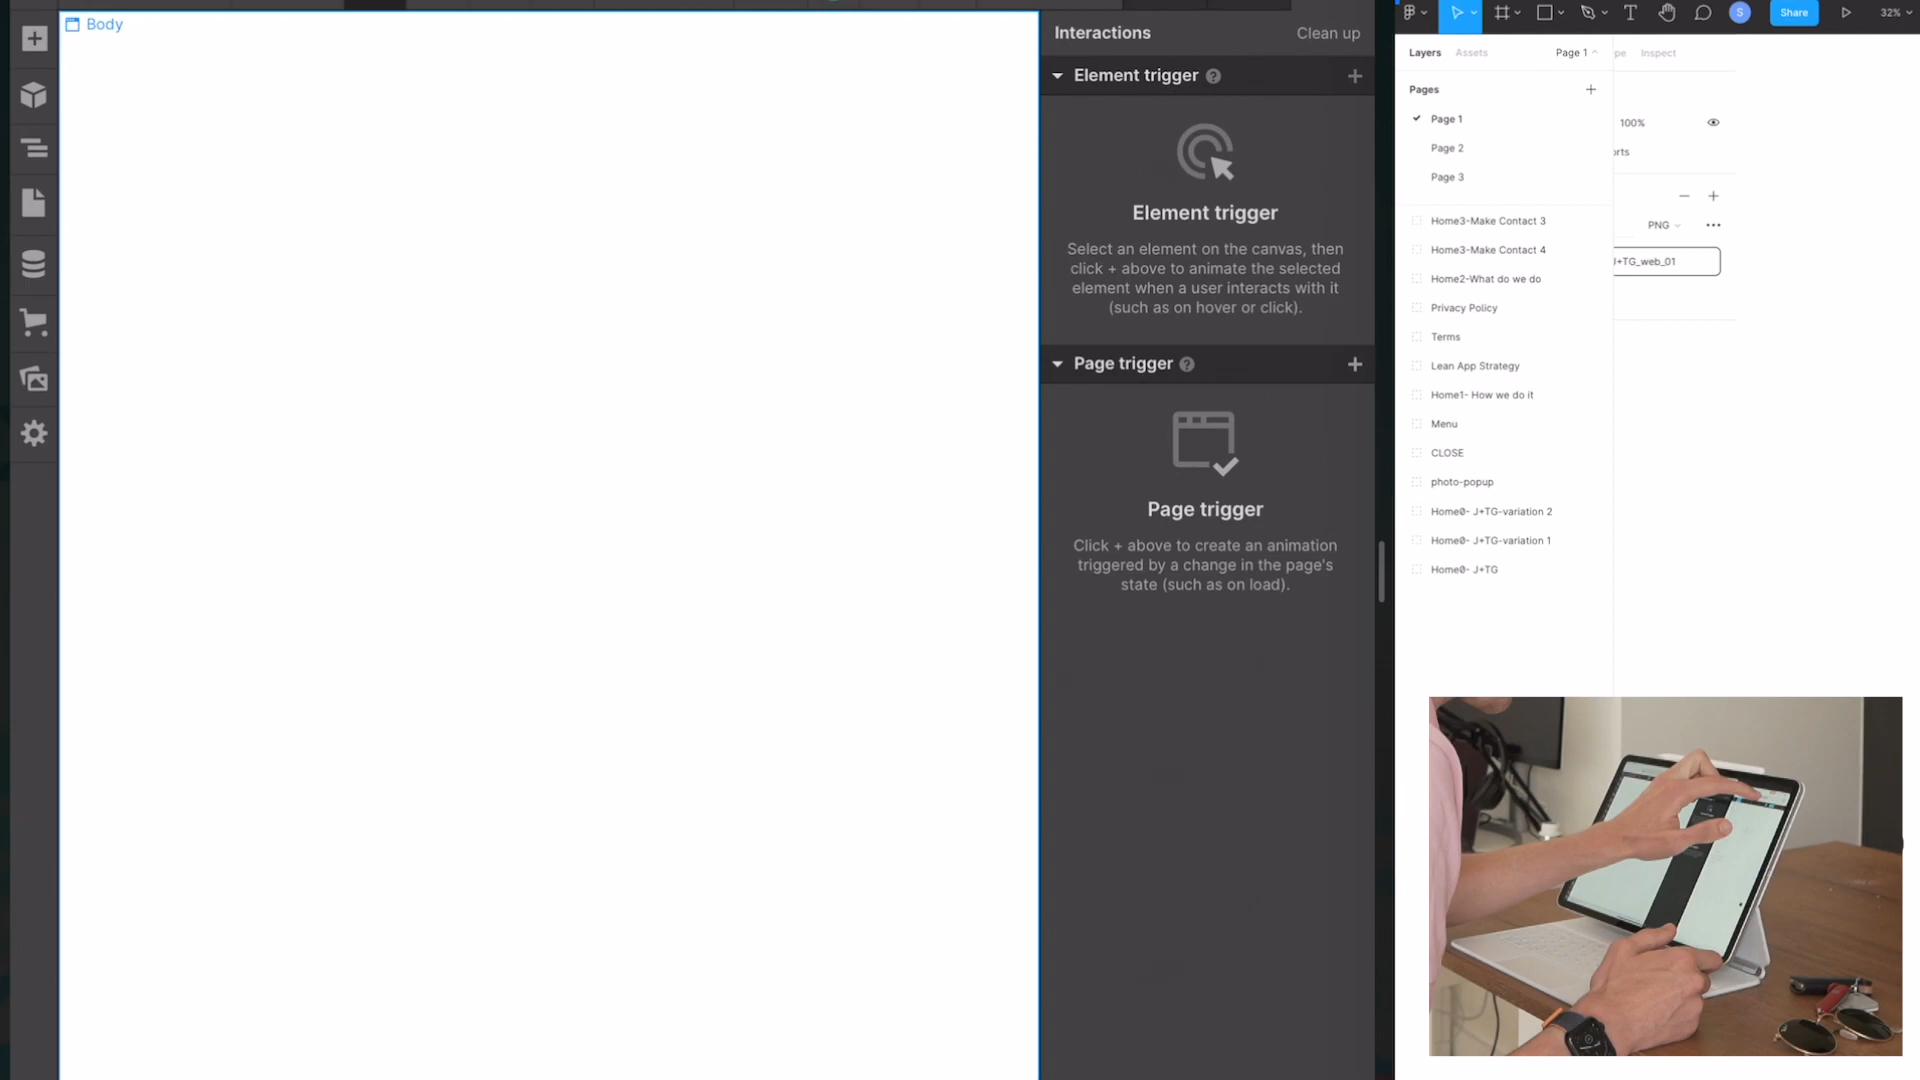 Body
Interactions
Clean up
Element trigger ?
Element trigger
Select an element on the canvas, then
click + above to animate the selected
element when a user interacts with it
(such as on hover or click).
Page trigger ?
Page trigger
Click + above to create an animation
triggered by a change in the page's
state (such as on load).
S
Share
32%
Layers
Assets
Page 1
pe
Inspect
Pages
Page 1
Page 2
Page 3
100%
orts
PNG
J+TG_web_01
Home3-Make Contact 3
Home3-Make Contact 4
Home2-What do we do
Privacy Policy
Terms
Lean App Strategy
Home1- How we do it
Menu
CLOSE
photo-popup
Home0- J+TG-variation 2
Home0- J+TG-variation 1
Home0- J+TG